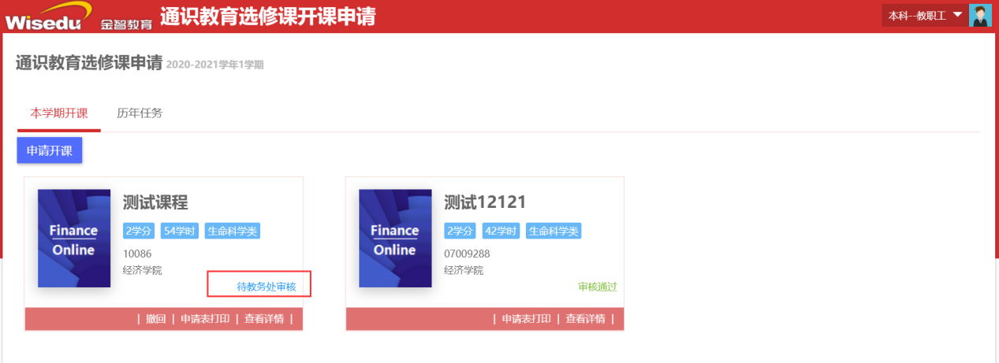 Wisedu 金智教育 通识教育选修课开课申请 本科--教职工
通识教育选修课申请 2020-2021学年1学期
本学期开课 历年任务
申请开课
Finance
Online
测试课程
2学分 54学时 生命科学类
10086
经济学院
待教务处审核
| 撤回 | 申请表打印 | 查看详情 |
Finance
Online
测试12121
2学分 42学时 生命科学类
07009288
经济学院
审核通过
| 申请表打印 | 查看详情 |